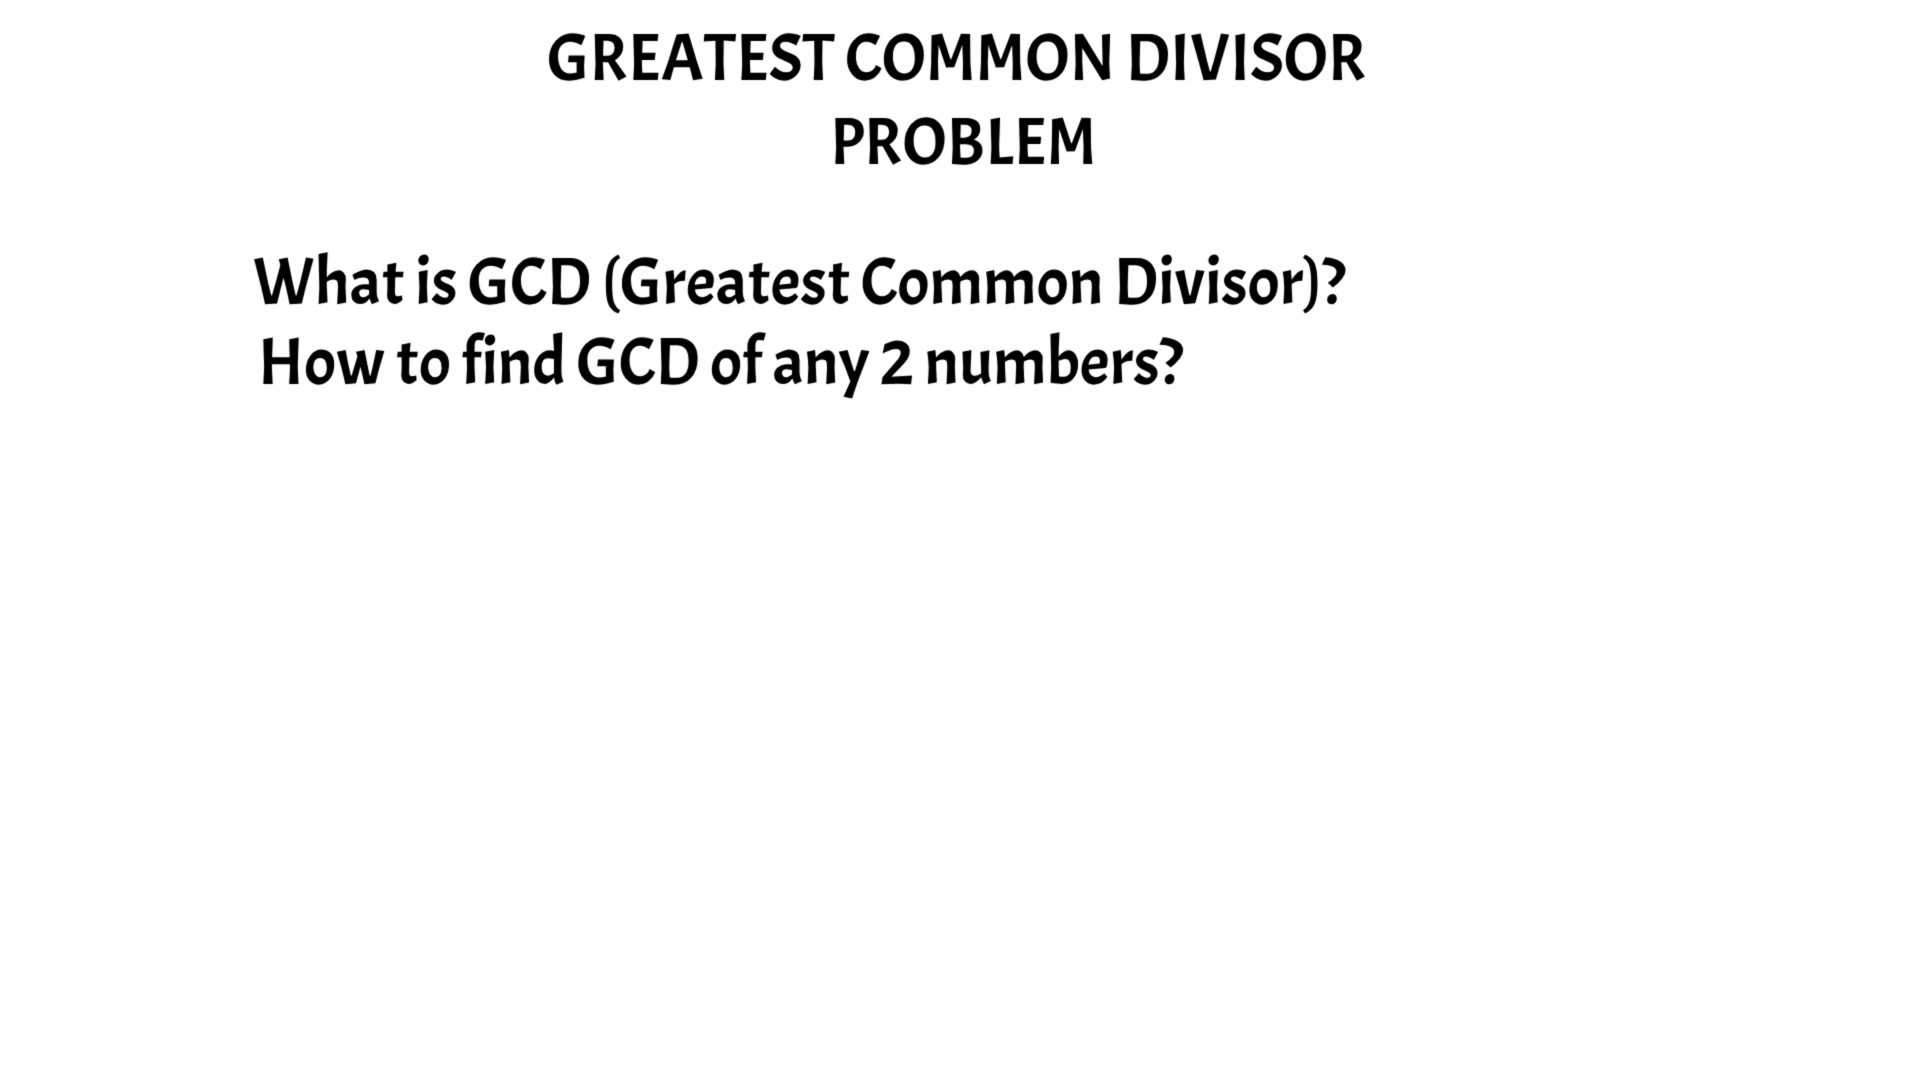 GREATEST COMMON DIVISOR
PROBLEM
What is GCD (Greatest Common Divisor)?
How to find GCD of any 2 numbers?